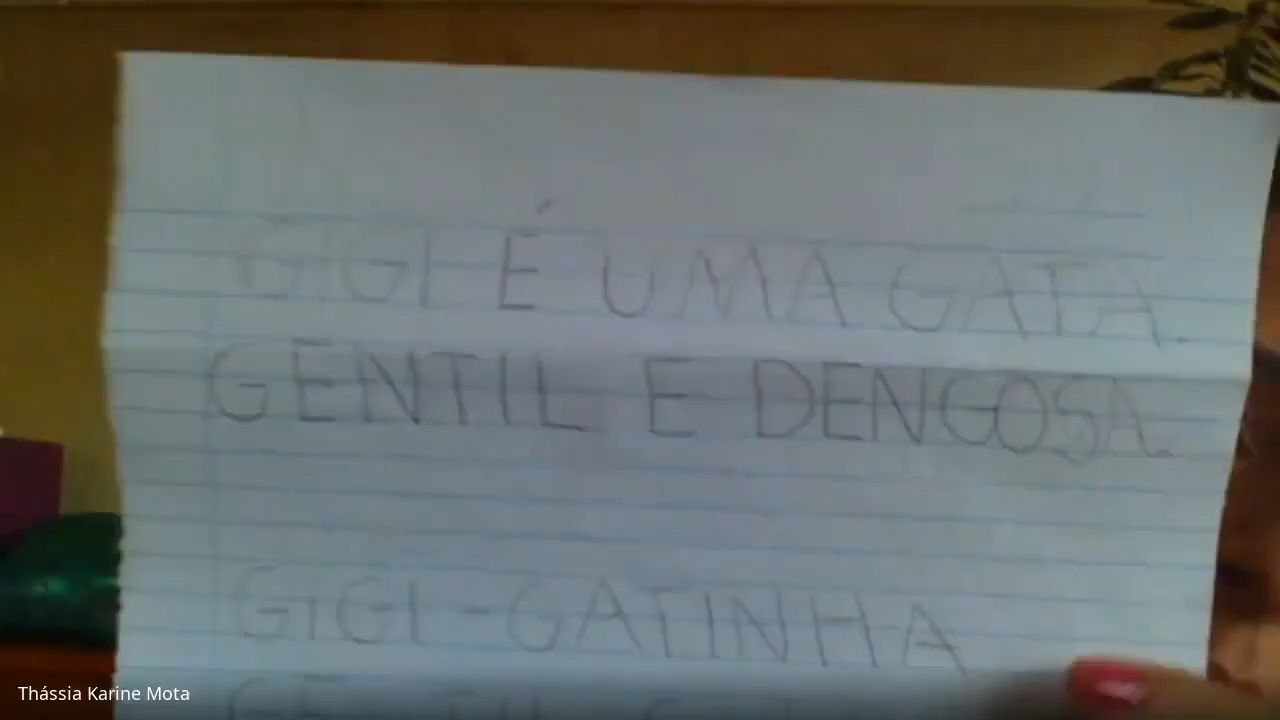 GIGI É UMA GATA.
GENTIL E DENGOSA.
GIGI - GATINHA
Thássia Karine Mota